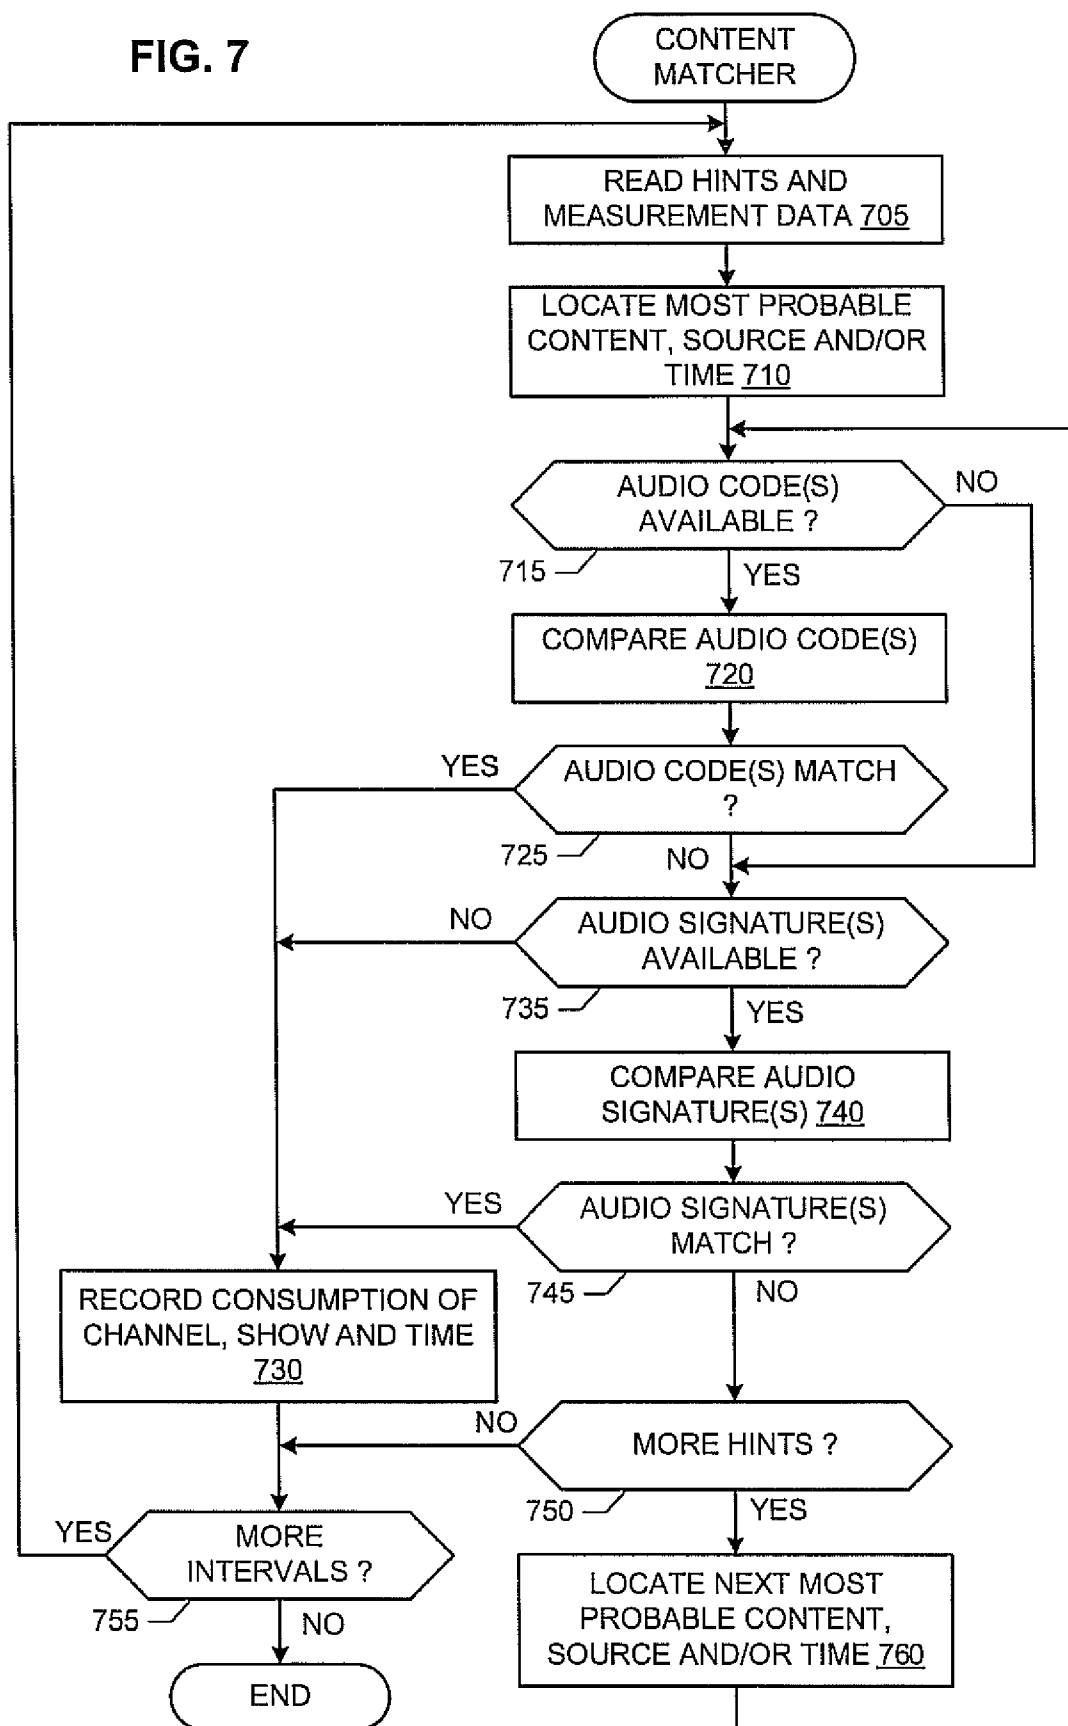 FIG. 7
CONTENT
MATCHER
READ HINTS AND
MEASUREMENT DATA 705
LOCATE MOST PROBABLE
CONTENT, SOURCE AND/OR
TIME 710
AUDIO CODE(S)
AVAILABLE ?
NO
715
YES
COMPARE AUDIO CODE(S)
720
YES
AUDIO CODE(S) MATCH
?
725
NO
NO
AUDIO SIGNATURE(S)
AVAILABLE ?
735
YES
COMPARE AUDIO
SIGNATURE(S) 740
YES
AUDIO SIGNATURE(S)
MATCH ?
745
NO
RECORD CONSUMPTION OF
CHANNEL, SHOW AND TIME
730
NO
MORE HINTS ?
750
YES
YES
MORE
INTERVALS ?
755
NO
LOCATE NEXT MOST
PROBABLE CONTENT,
SOURCE AND/OR TIME 760
END